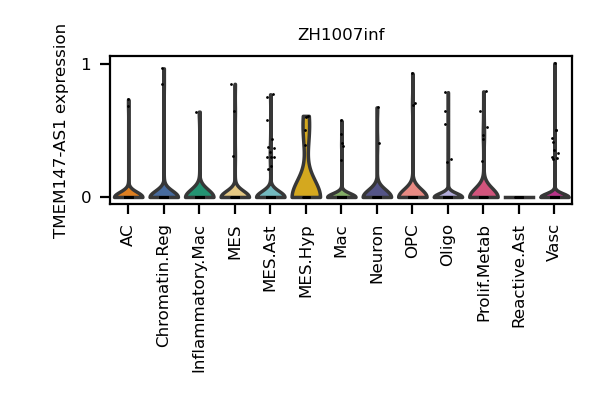 ZH1007inf
TMEM147-AS1 expression
1
0
AC
Chromatin.Reg
Inflammatory.Mac
MES
MES.Ast
MES.Hyp
Mac
Neuron
OPC
Oligo
Prolif.Metab
Reactive.Ast
Vasc